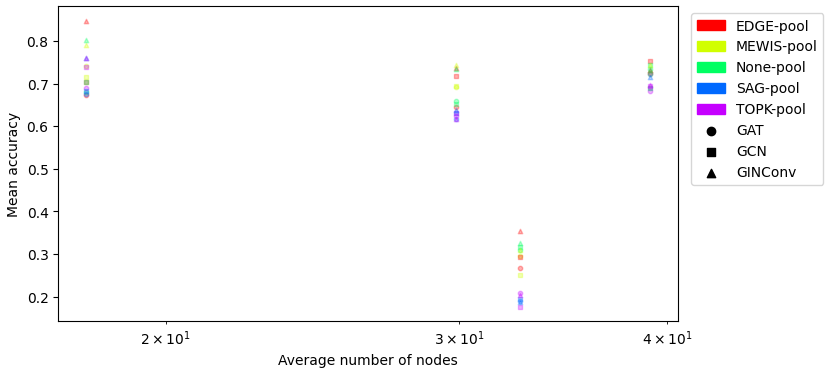 0.8
0.7
0.6
0.5
0.4
0.3
0.2
Mean accuracy
2 × 10¹
3 × 10¹
4 × 10¹
Average number of nodes
EDGE-pool
MEWIS-pool
None-pool
SAG-pool
TOPK-pool
GAT
GCN
GINConv